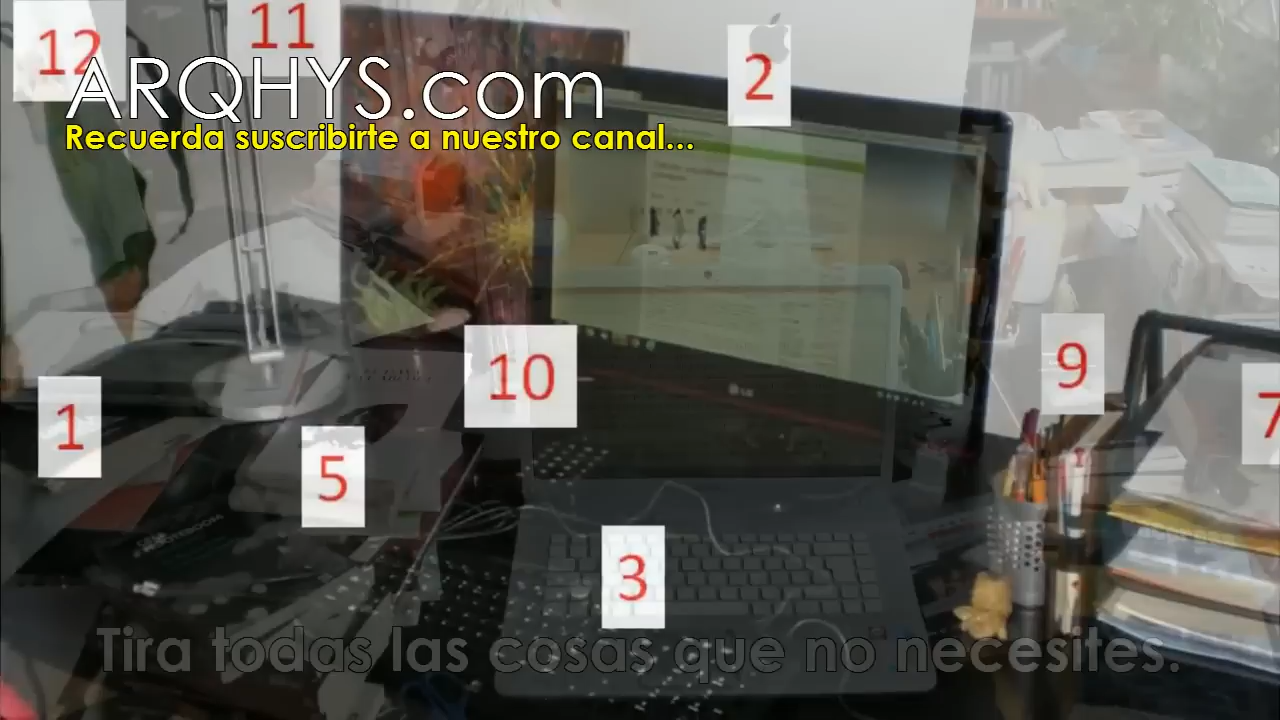 12
11
2
ARQHYS.com
Recuerda suscribirte a nuestro canal...
10
9
1
7
5
LG
3
Tira todas las cosas que no necesites.